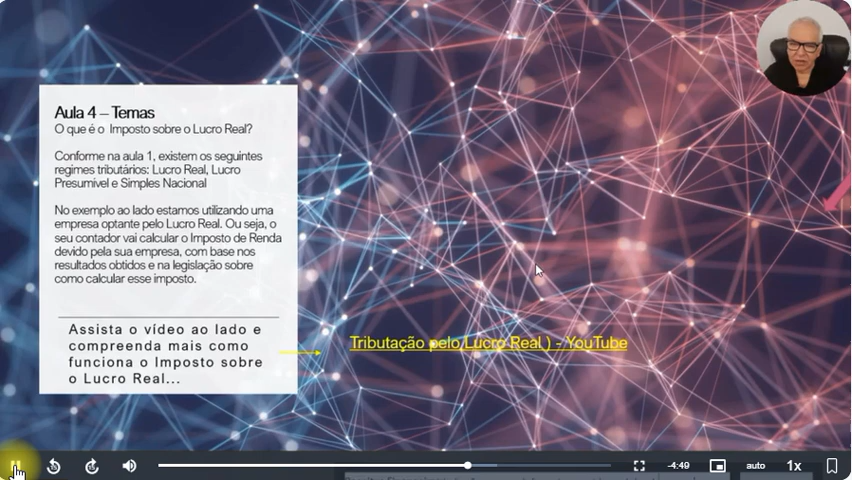 Aula 4 – Temas
O que é o Imposto sobre o Lucro Real?
Conforme na aula 1, existem os seguintes
regimes tributários: Lucro Real, Lucro
Presumível e Simples Nacional
No exemplo ao lado estamos utilizando uma
empresa optante pelo Lucro Real. Ou seja, o
seu contador vai calcular o Imposto de Renda
devido pela sua empresa, com base nos
resultados obtidos e na legislação sobre
como calcular esse imposto.
Assista o vídeo ao lado e
compreenda mais como
funciona o Imposto sobre
o Lucro Real...
Tributação pelo Lucro Real ) - YouTube
-4:49 auto 1x